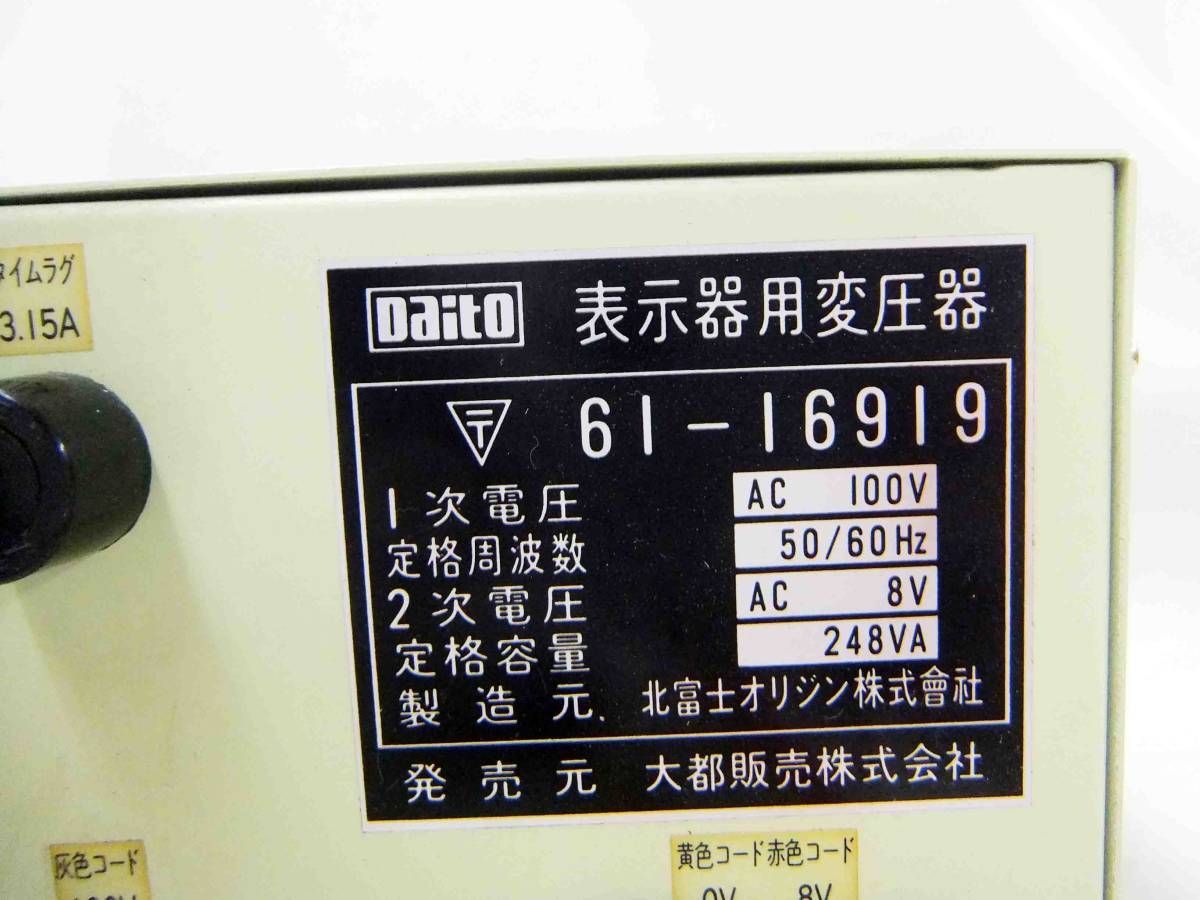 タイムラグ
3.15A
Daito 表示器用変圧器
〒 61-16919
1次電圧 AC 100V
定格周波数 50/60Hz
2次電圧 AC 8V
定格容量 248VA
製造元 北富士オリジン株式會社
発売元 大都販売株式会社
灰色コード
黄色コード 赤色コード
0V 8V